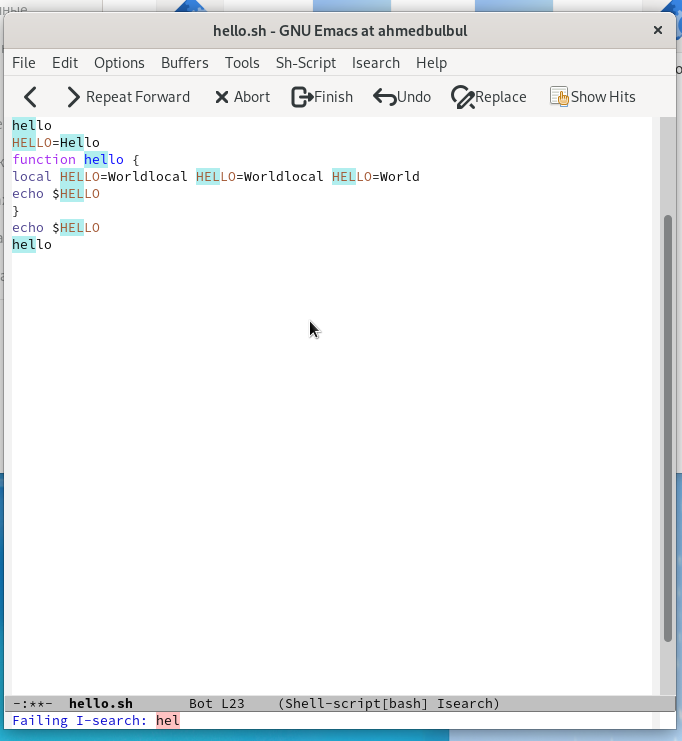 hello.sh - GNU Emacs at ahmedbulbul
File Edit Options Buffers Tools Sh-Script Isearch Help
Repeat Forward Abort Finish Undo Replace Show Hits
hello
HELLO=Hello
function hello {
local HELLO=Worldlocal HELLO=Worldlocal HELLO=World
echo $HELLO
}
echo $HELLO
hello
-:**- hello.sh Bot L23 (Shell-script[bash] Isearch)
Failing I-search: hel